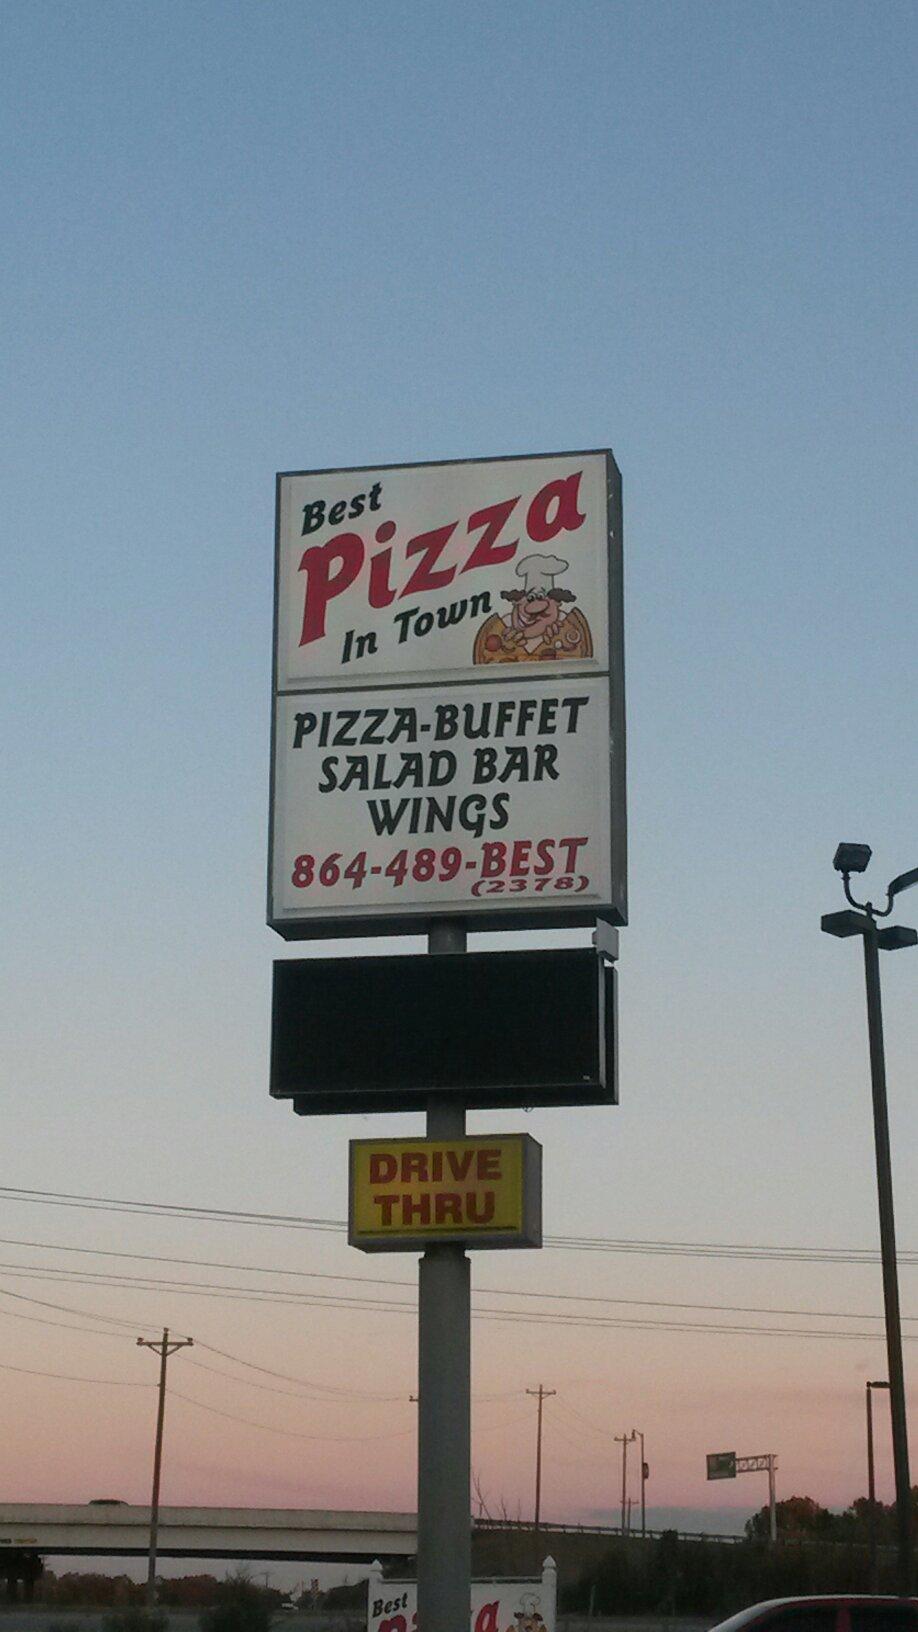 Best
Pizza
In Town
PIZZA-BUFFET
SALAD BAR
WINGS
864-489-BEST
(2378)
DRIVE
THRU
Best